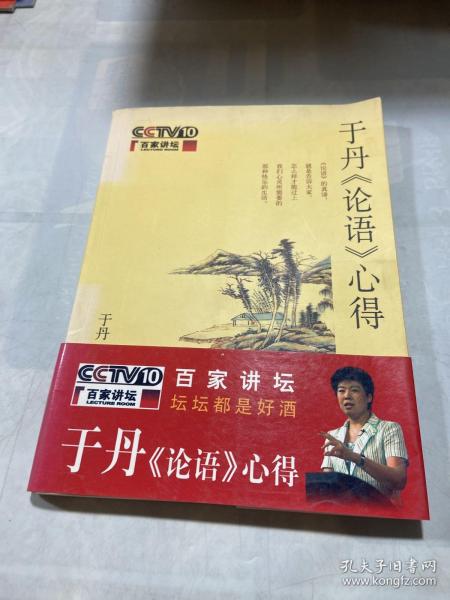 CCTV10
百家讲坛
LECTURE ROOM
于丹《论语》心得
《论语》的真谛,
就是告诉大家,
怎么样才能过上
我们心灵所需要的
那种快乐的生活。
于丹
CCTV10
百家讲坛
LECTURE ROOM
百家讲坛
坛坛都是好酒
于丹《论语》心得
孔夫子旧书网
www.kongfz.com